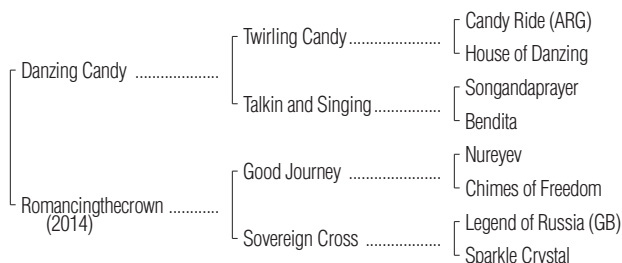 Candy Ride (ARG)
Twirling Candy ......................
House of Danzing
Danzing Candy ....................
Songandaprayer
Talkin and Singing...................
Bendita
Nureyev
Good Journey ......................
Chimes of Freedom
Romancingthecrown ............
(2014)
Legend of Russia (GB)
Sovereign Cross ..................
Sparkle Crystal